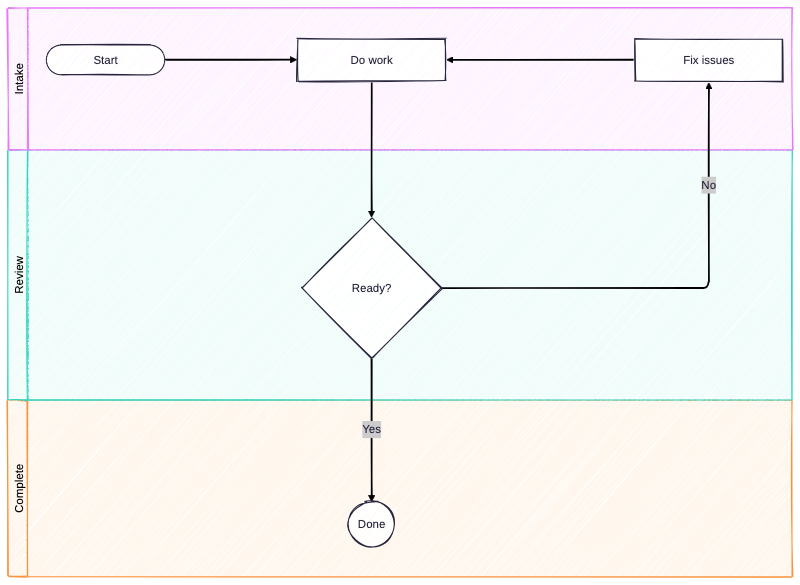 Intake
Start
Do work
Fix issues
No
Review
Ready?
Yes
Complete
Done